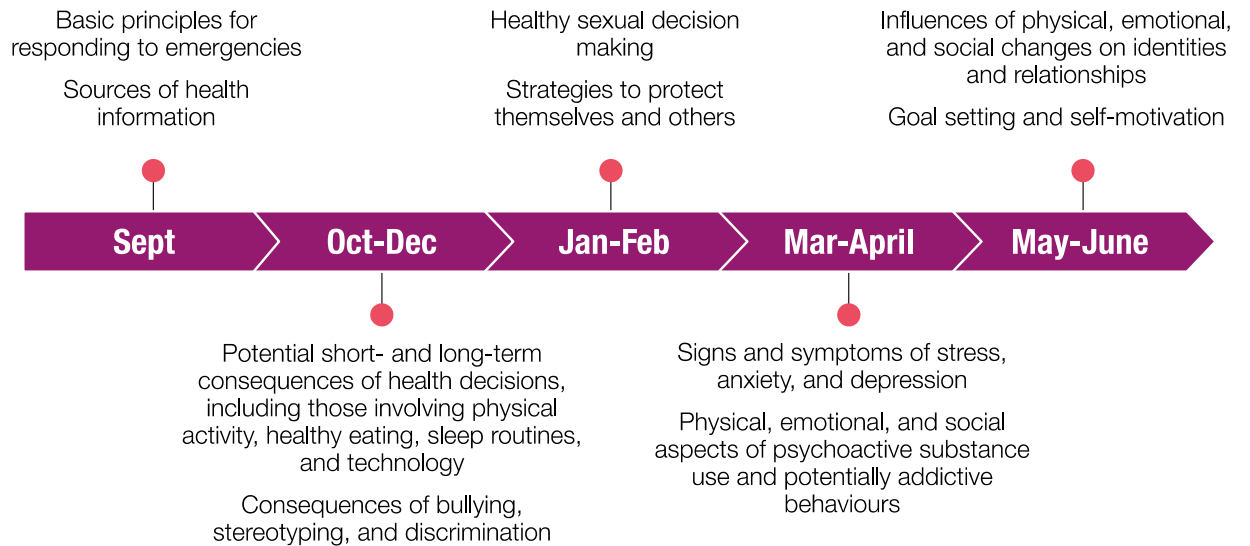 Basic principles for
responding to emergencies
Sources of health
information
Healthy sexual decision
making
Strategies to protect
themselves and others
Influences of physical, emotional,
and social changes on identities
and relationships
Goal setting and self-motivation
Sept
Oct-Dec
Jan-Feb
Mar-April
May-June
Potential short- and long-term
consequences of health decisions,
including those involving physical
activity, healthy eating, sleep routines,
and technology
Consequences of bullying,
stereotyping, and discrimination
Signs and symptoms of stress,
anxiety, and depression
Physical, emotional, and social
aspects of psychoactive substance
use and potentially addictive
behaviours